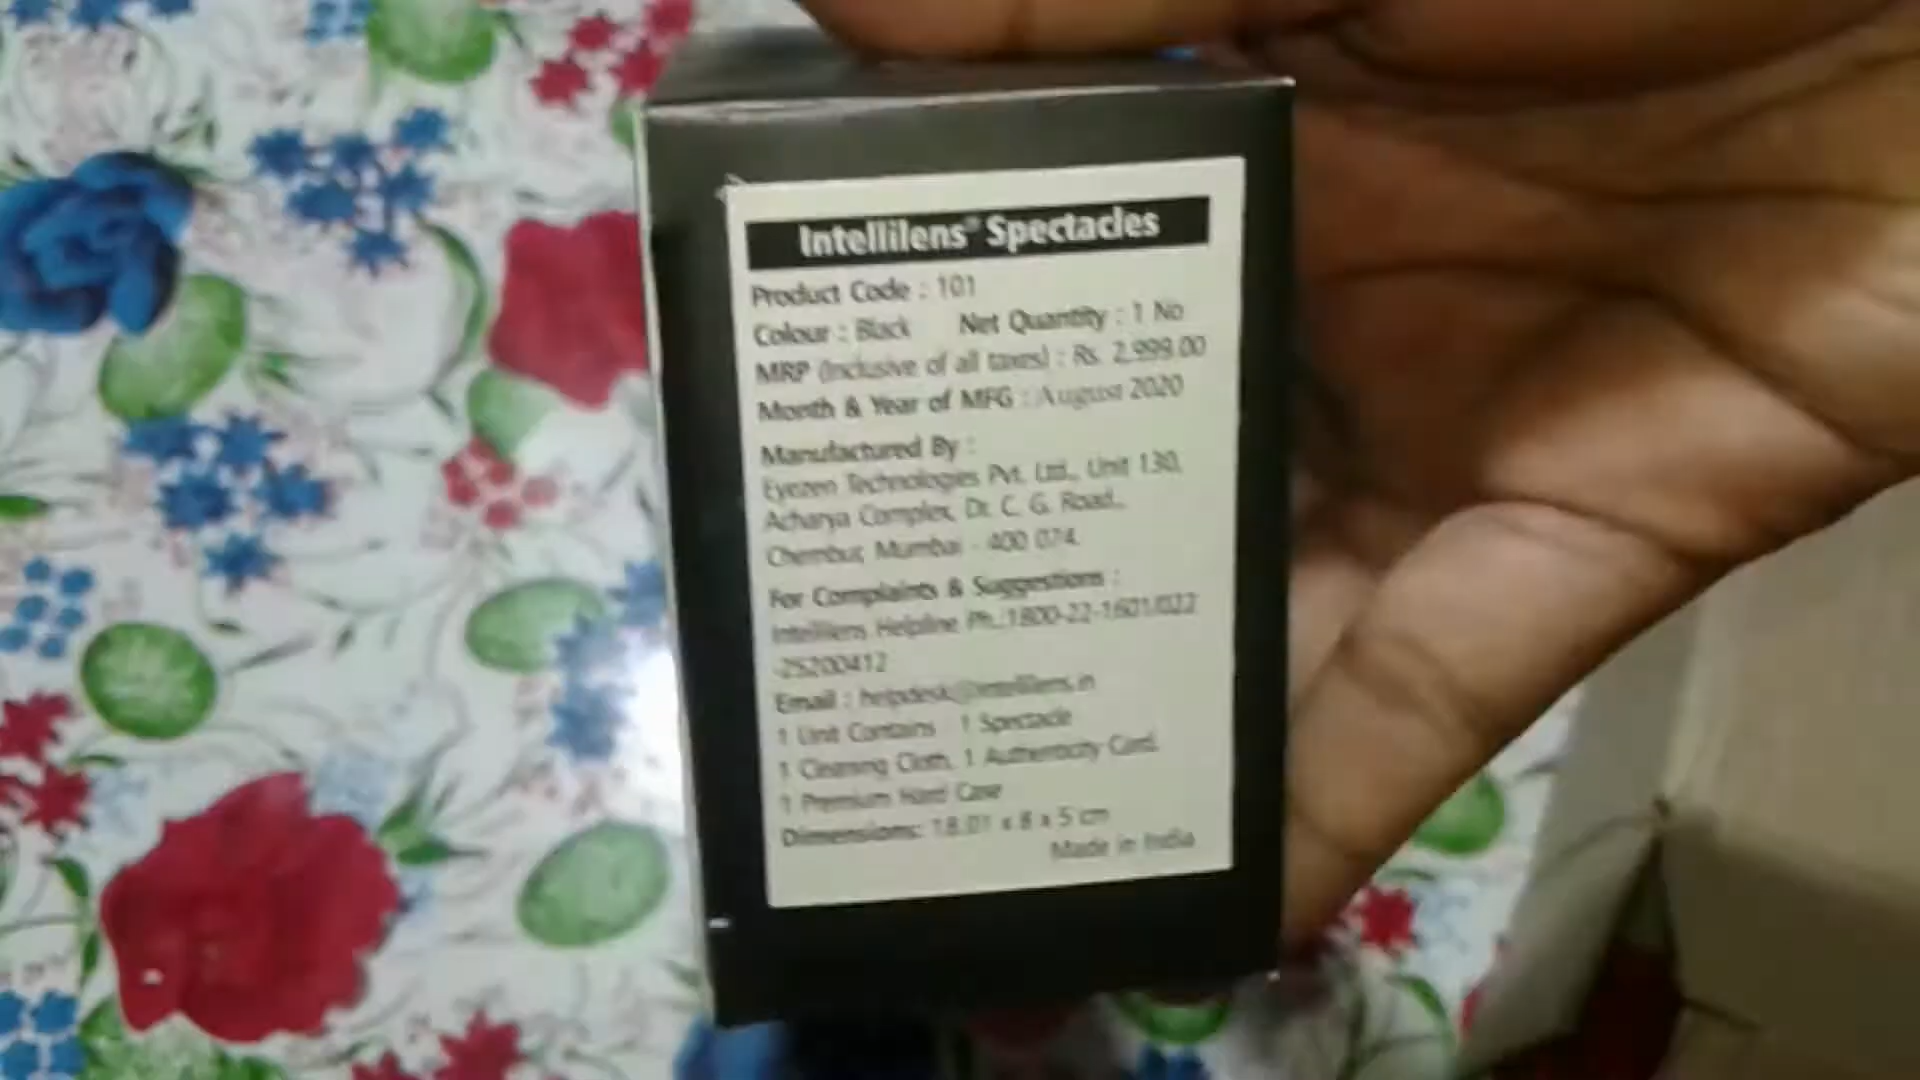 Intellilens® Spectacles
Product Code : 101
Colour : Black Net Quantity : 1 No
MRP (Inclusive of all taxes) : Rs. 2,999.00
Month & Year of MFG : August 2020
Manufactured By :
Eyezen Technologies Pvt. Ltd., Unit 130,
Acharya Complex, Dr. C. G. Road.,
Chembur, Mumbai - 400 074.
For Complaints & Suggestions :
Intellilens Helpline Ph.:1800-22-1601/022
-25200412
Email : helpdesk@intellilens.in
1 Unit Contains 1 Spectacle
1 Cleaning Cloth, 1 Authenticity Card.
1 Premium Hard Case
Dimensions: 18.01 x 8 x 5 cm
Made in India